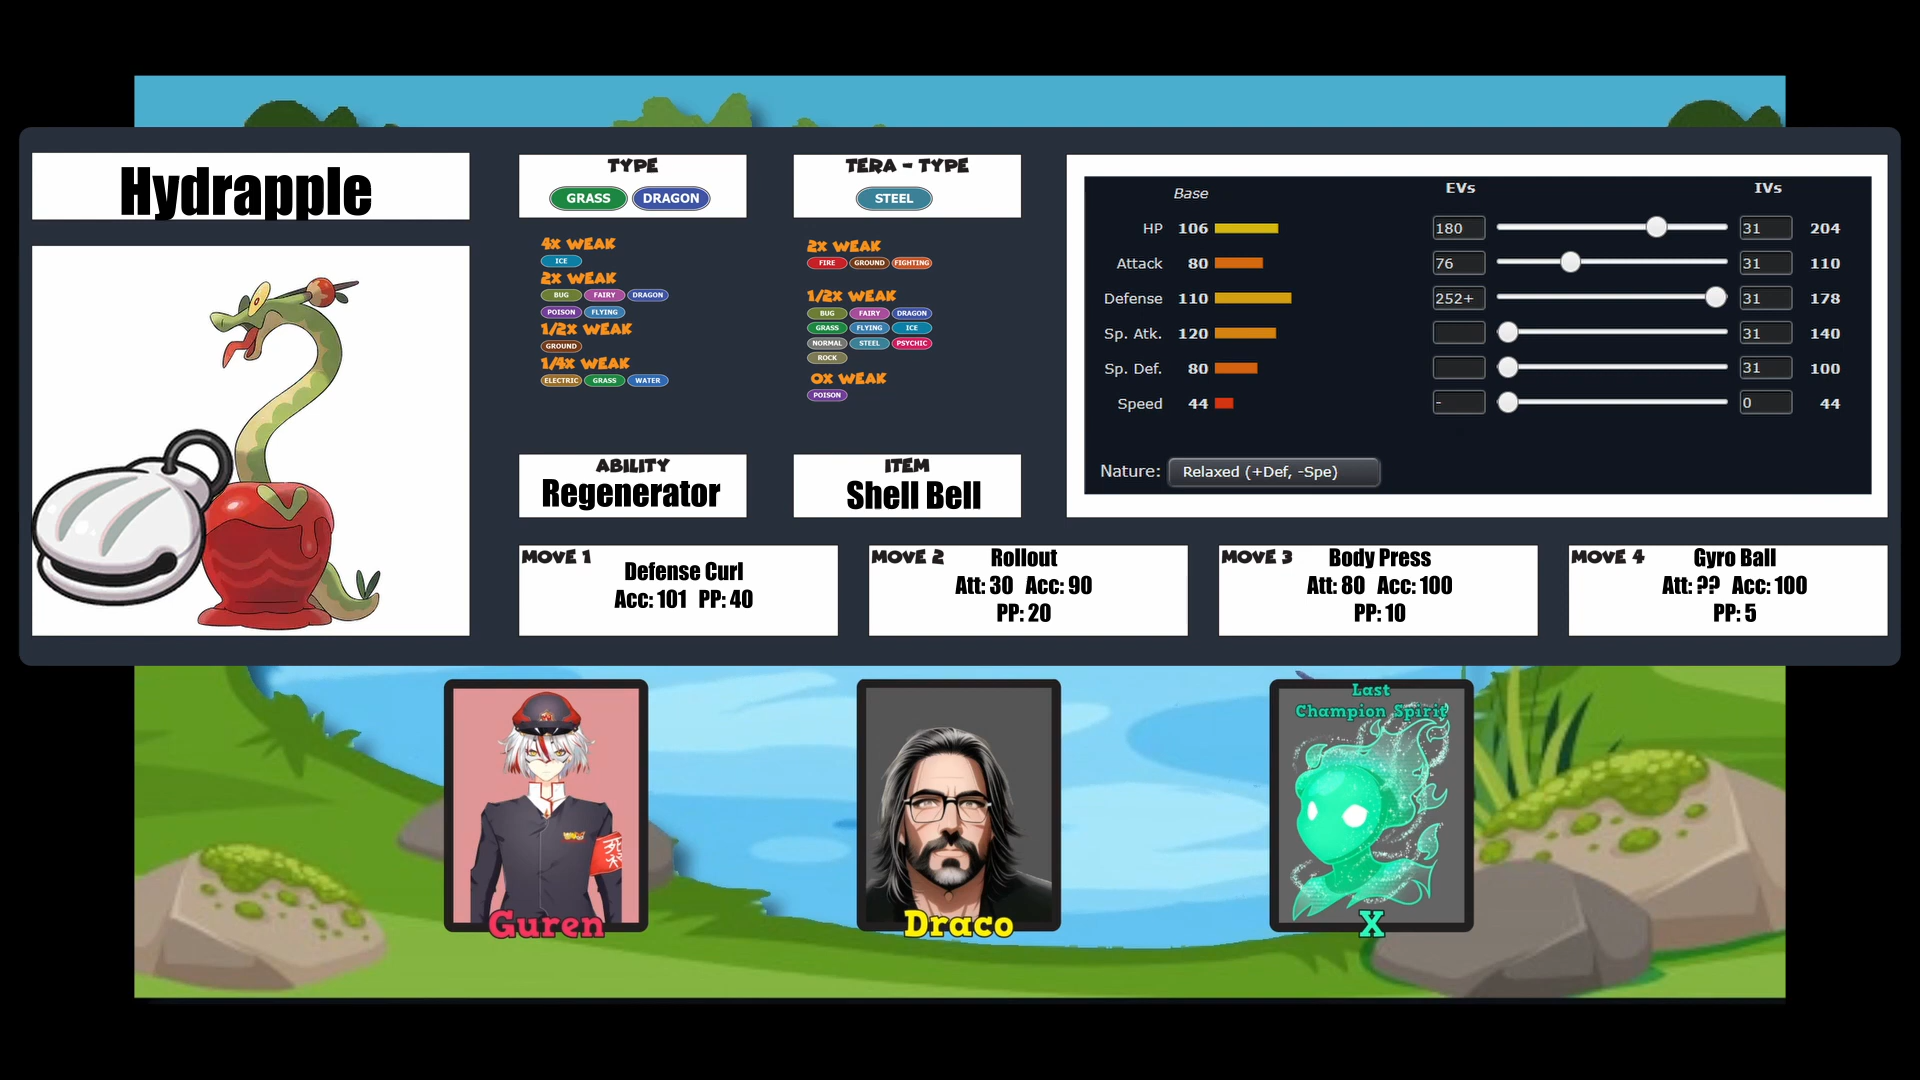 Hydrapple
TYPE
GRASS DRAGON
4X WEAK
ICE
2X WEAK
BUG FAIRY DRAGON
POISON FLYING
1/2X WEAK
GROUND
1/4X WEAK
ELECTRIC GRASS WATER
TERA - TYPE
STEEL
2X WEAK
FIRE GROUND FIGHTING
1/2X WEAK
BUG FAIRY DRAGON
GRASS FLYING ICE
NORMAL STEEL PSYCHIC
ROCK
0X WEAK
POISON
ABILITY
Regenerator
ITEM
Shell Bell
Base EVs IVs
HP 106 180 31 204
Attack 80 76 31 110
Defense 110 252+ 31 178
Sp. Atk. 120 31 140
Sp. Def. 80 31 100
Speed 44 - 0 44
Nature: Relaxed (+Def, -Spe)
MOVE 1
Defense Curl
Acc: 101 PP: 40
MOVE 2 Rollout
Att: 30 Acc: 90
PP: 20
MOVE 3 Body Press
Att: 80 Acc: 100
PP: 10
MOVE 4 Gyro Ball
Att: ?? Acc: 100
PP: 5
Guren
Draco
Last
Champion Spirit
X